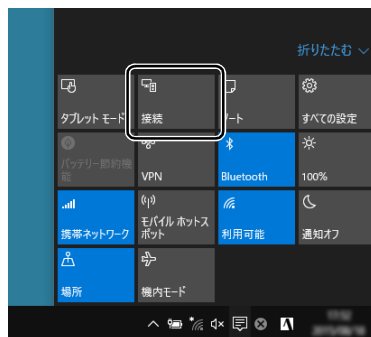 折りたたむ
タブレット モード
接続
ノート
すべての設定
バッテリー節約機
能
VPN
Bluetooth
100%
携帯ネットワーク
モバイル ホットス
ポット
利用可能
通知オフ
場所
機内モード